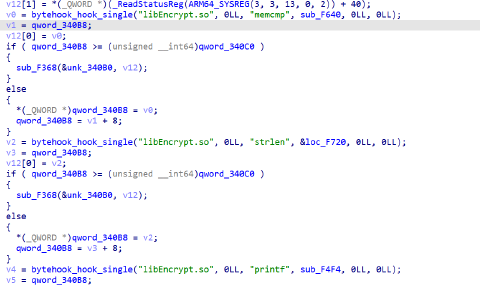 v12[1] = *(_QWORD *)(_ReadStatusReg(ARM64_SYSREG(3, 3, 13, 0, 2)) + 40);
v0 = bytehook_hook_single("libEncrypt.so", 0LL, "memcmp", sub_F640, 0LL, 0LL);
v1 = qword_340B8;
v12[0] = v0;
if ( qword_340B8 >= (unsigned __int64)qword_340C0 )
{
sub_F368(&unk_340B0, v12);
}
else
{
*(_QWORD *)qword_340B8 = v0;
qword_340B8 = v1 + 8;
}
v2 = bytehook_hook_single("libEncrypt.so", 0LL, "strlen", &loc_F720, 0LL, 0LL);
v3 = qword_340B8;
v12[0] = v2;
if ( qword_340B8 >= (unsigned __int64)qword_340C0 )
{
sub_F368(&unk_340B0, v12);
}
else
{
*(_QWORD *)qword_340B8 = v2;
qword_340B8 = v3 + 8;
}
v4 = bytehook_hook_single("libEncrypt.so", 0LL, "printf", sub_F4F4, 0LL, 0LL);
v5 = qword_340B8;